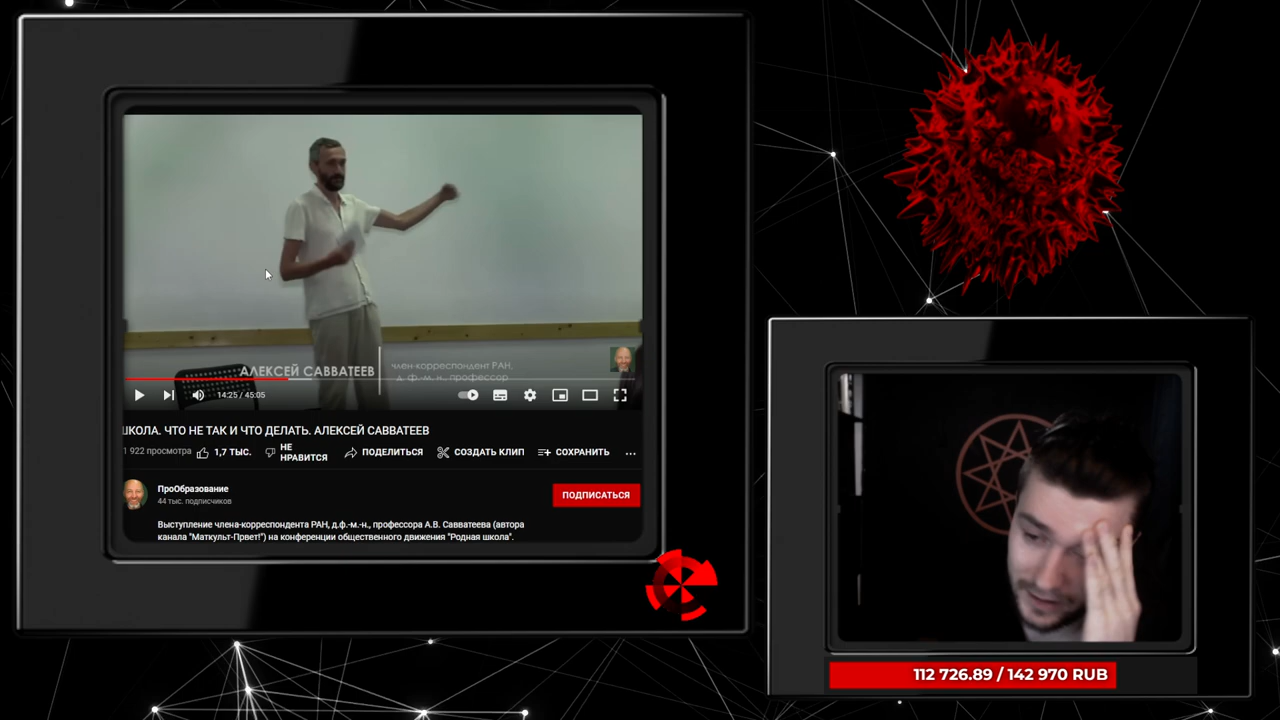 АЛЕКСЕЙ САВВАТЕЕВ
член-корреспондент РАН,
д. ф.-м. н., профессор
14:25 / 45:05
ШКОЛА. ЧТО НЕ ТАК И ЧТО ДЕЛАТЬ. АЛЕКСЕЙ САВВАТЕЕВ
1 922 просмотра
1,7 ТЫС.
НЕ
НРАВИТСЯ
ПОДЕЛИТЬСЯ
СОЗДАТЬ КЛИП
СОХРАНИТЬ
ПроОбразование
44 тыс. подписчиков
ПОДПИСАТЬСЯ
Выступление члена-корреспондента РАН, д.ф.-м.-н., профессора А.В. Савватеева (автора
канала "Маткульт-Првет!") на конференции общественного движения "Родная школа".
112 726.89 / 142 970 RUB